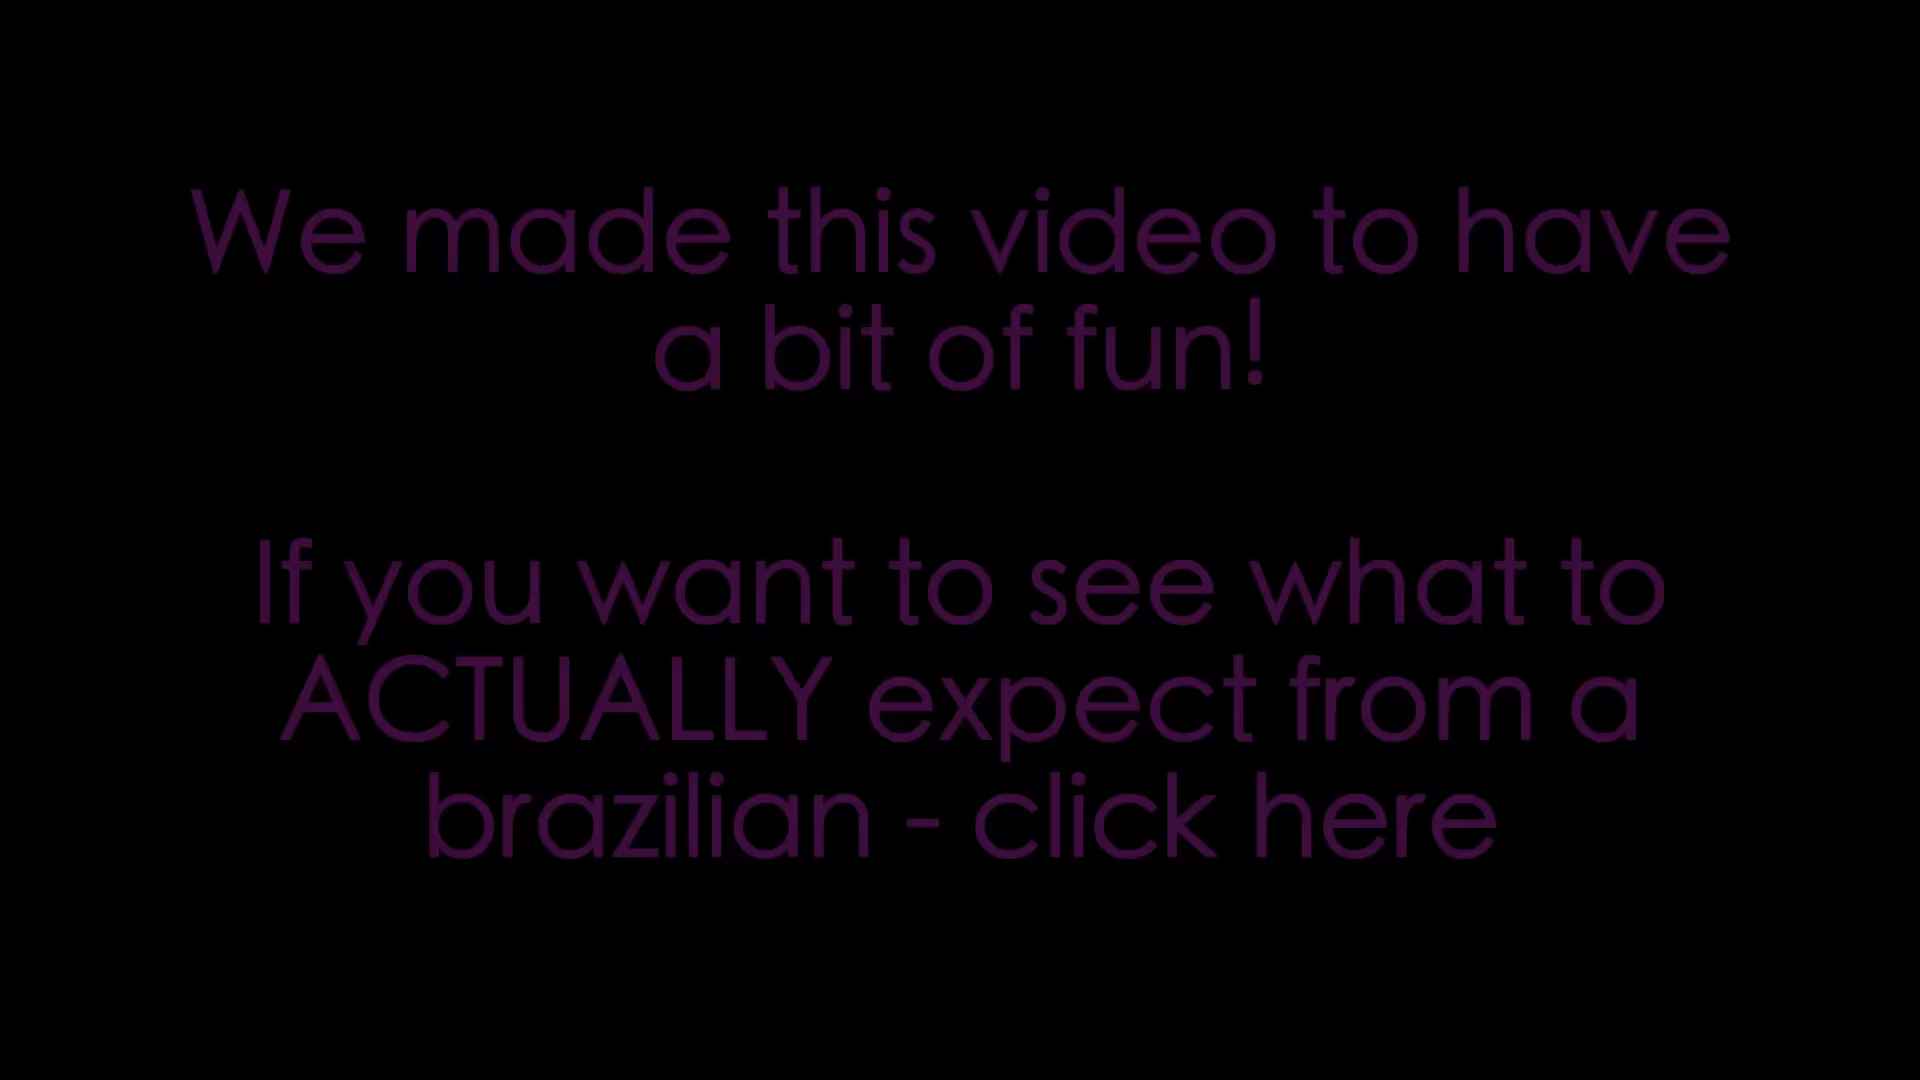 We made this video to have
a bit of fun!
If you want to see what to
ACTUALLY expect from a
brazilian - click here